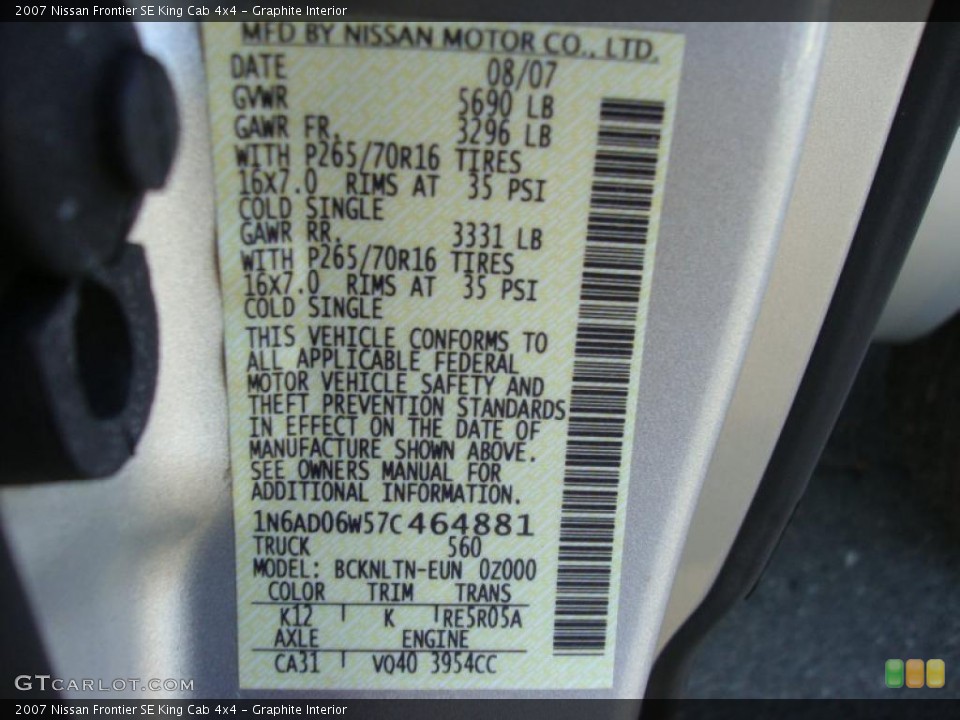 2007 Nissan Frontier SE King Cab 4x4 – Graphite Interior
MFD BY NISSAN MOTOR CO., LTD.
DATE 08/07
GVWR 5690 LB
GAWR FR. 3296 LB
WITH P265/70R16 TIRES
16X7.0 RIMS AT 35 PSI
COLD SINGLE
GAWR RR. 3331 LB
WITH P265/70R16 TIRES
16X7.0 RIMS AT 35 PSI
COLD SINGLE
THIS VEHICLE CONFORMS TO
ALL APPLICABLE FEDERAL
MOTOR VEHICLE SAFETY AND
THEFT PREVENTION STANDARDS
IN EFFECT ON THE DATE OF
MANUFACTURE SHOWN ABOVE.
SEE OWNERS MANUAL FOR
ADDITIONAL INFORMATION.
1N6AD06W57C464881
TRUCK 560
MODEL: BCKNLTN-EUN 0Z000
COLOR TRIM TRANS
K12 K RE5R05A
AXLE ENGINE
CA31 VQ40 3954CC
GTCARLOT.COM
2007 Nissan Frontier SE King Cab 4x4 – Graphite Interior